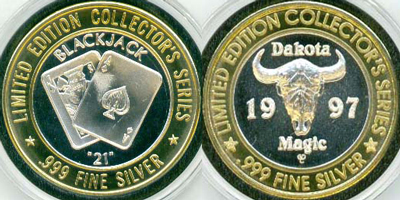 LIMITED EDITION COLLECTOR'S SERIES
BLACKJACK
"21"
.999 FINE SILVER
LIMITED EDITION COLLECTOR'S SERIES
Dakota
19 97
Magic
.999 FINE SILVER